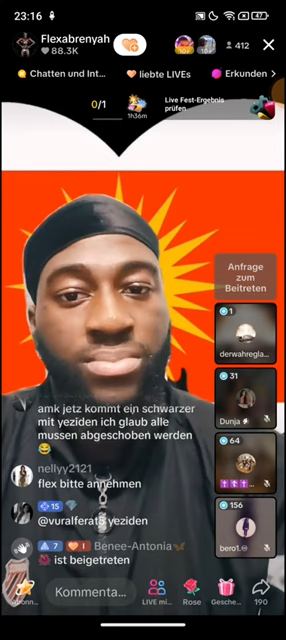 23:16
47
Flexabrenyah
88.3K
412
Chatten und Int...
liebte LIVEs
Erkunden
0/1
1h36m
Live Fest-Ergebnis
prüfen
Anfrage
zum
Beitreten
1
derwahregla...
31
Dunja
64
156
bero1.
amk jetz kommt ein schwarzer
mit yeziden ich glaub alle
mussen abgeschoben werden
😂
nellyy2121
flex bitte annehmen
15
@vuralferat5 yeziden
7 1 Benee-Antonia
ist beigetreten
Kommenta...
LIVE mi...
Rose
Gesche...
190